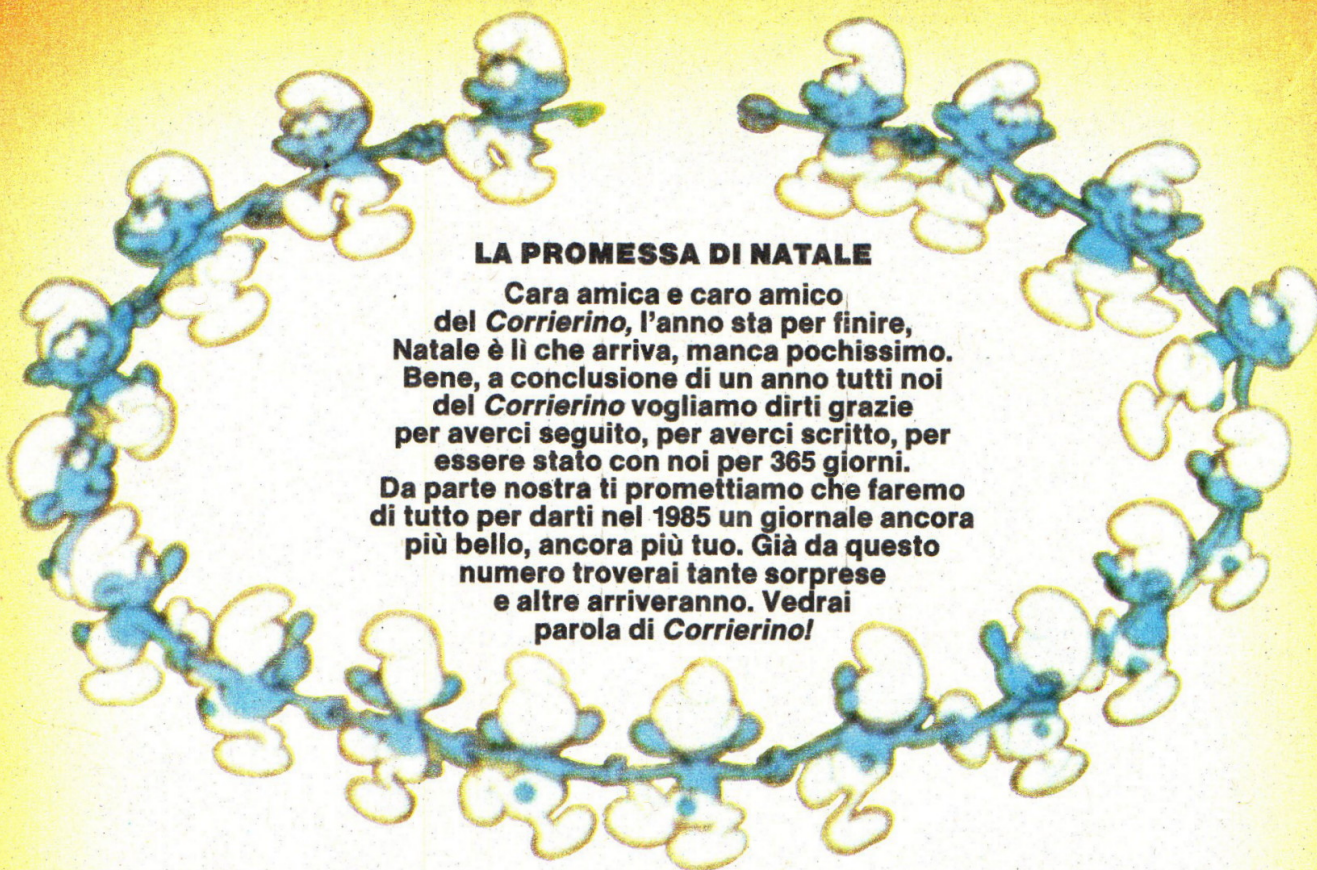 LA PROMESSA DI NATALE
Cara amica e caro amico
del Corrierino, l'anno sta per finire,
Natale è lì che arriva, manca pochissimo.
Bene, a conclusione di un anno tutti noi
del Corrierino vogliamo dirti grazie
per averci seguito, per averci scritto, per
essere stato con noi per 365 giorni.
Da parte nostra ti promettiamo che faremo
di tutto per darti nel 1985 un giornale ancora
più bello, ancora più tuo. Già da questo
numero troverai tante sorprese
e altre arriveranno. Vedrai
parola di Corrierino!